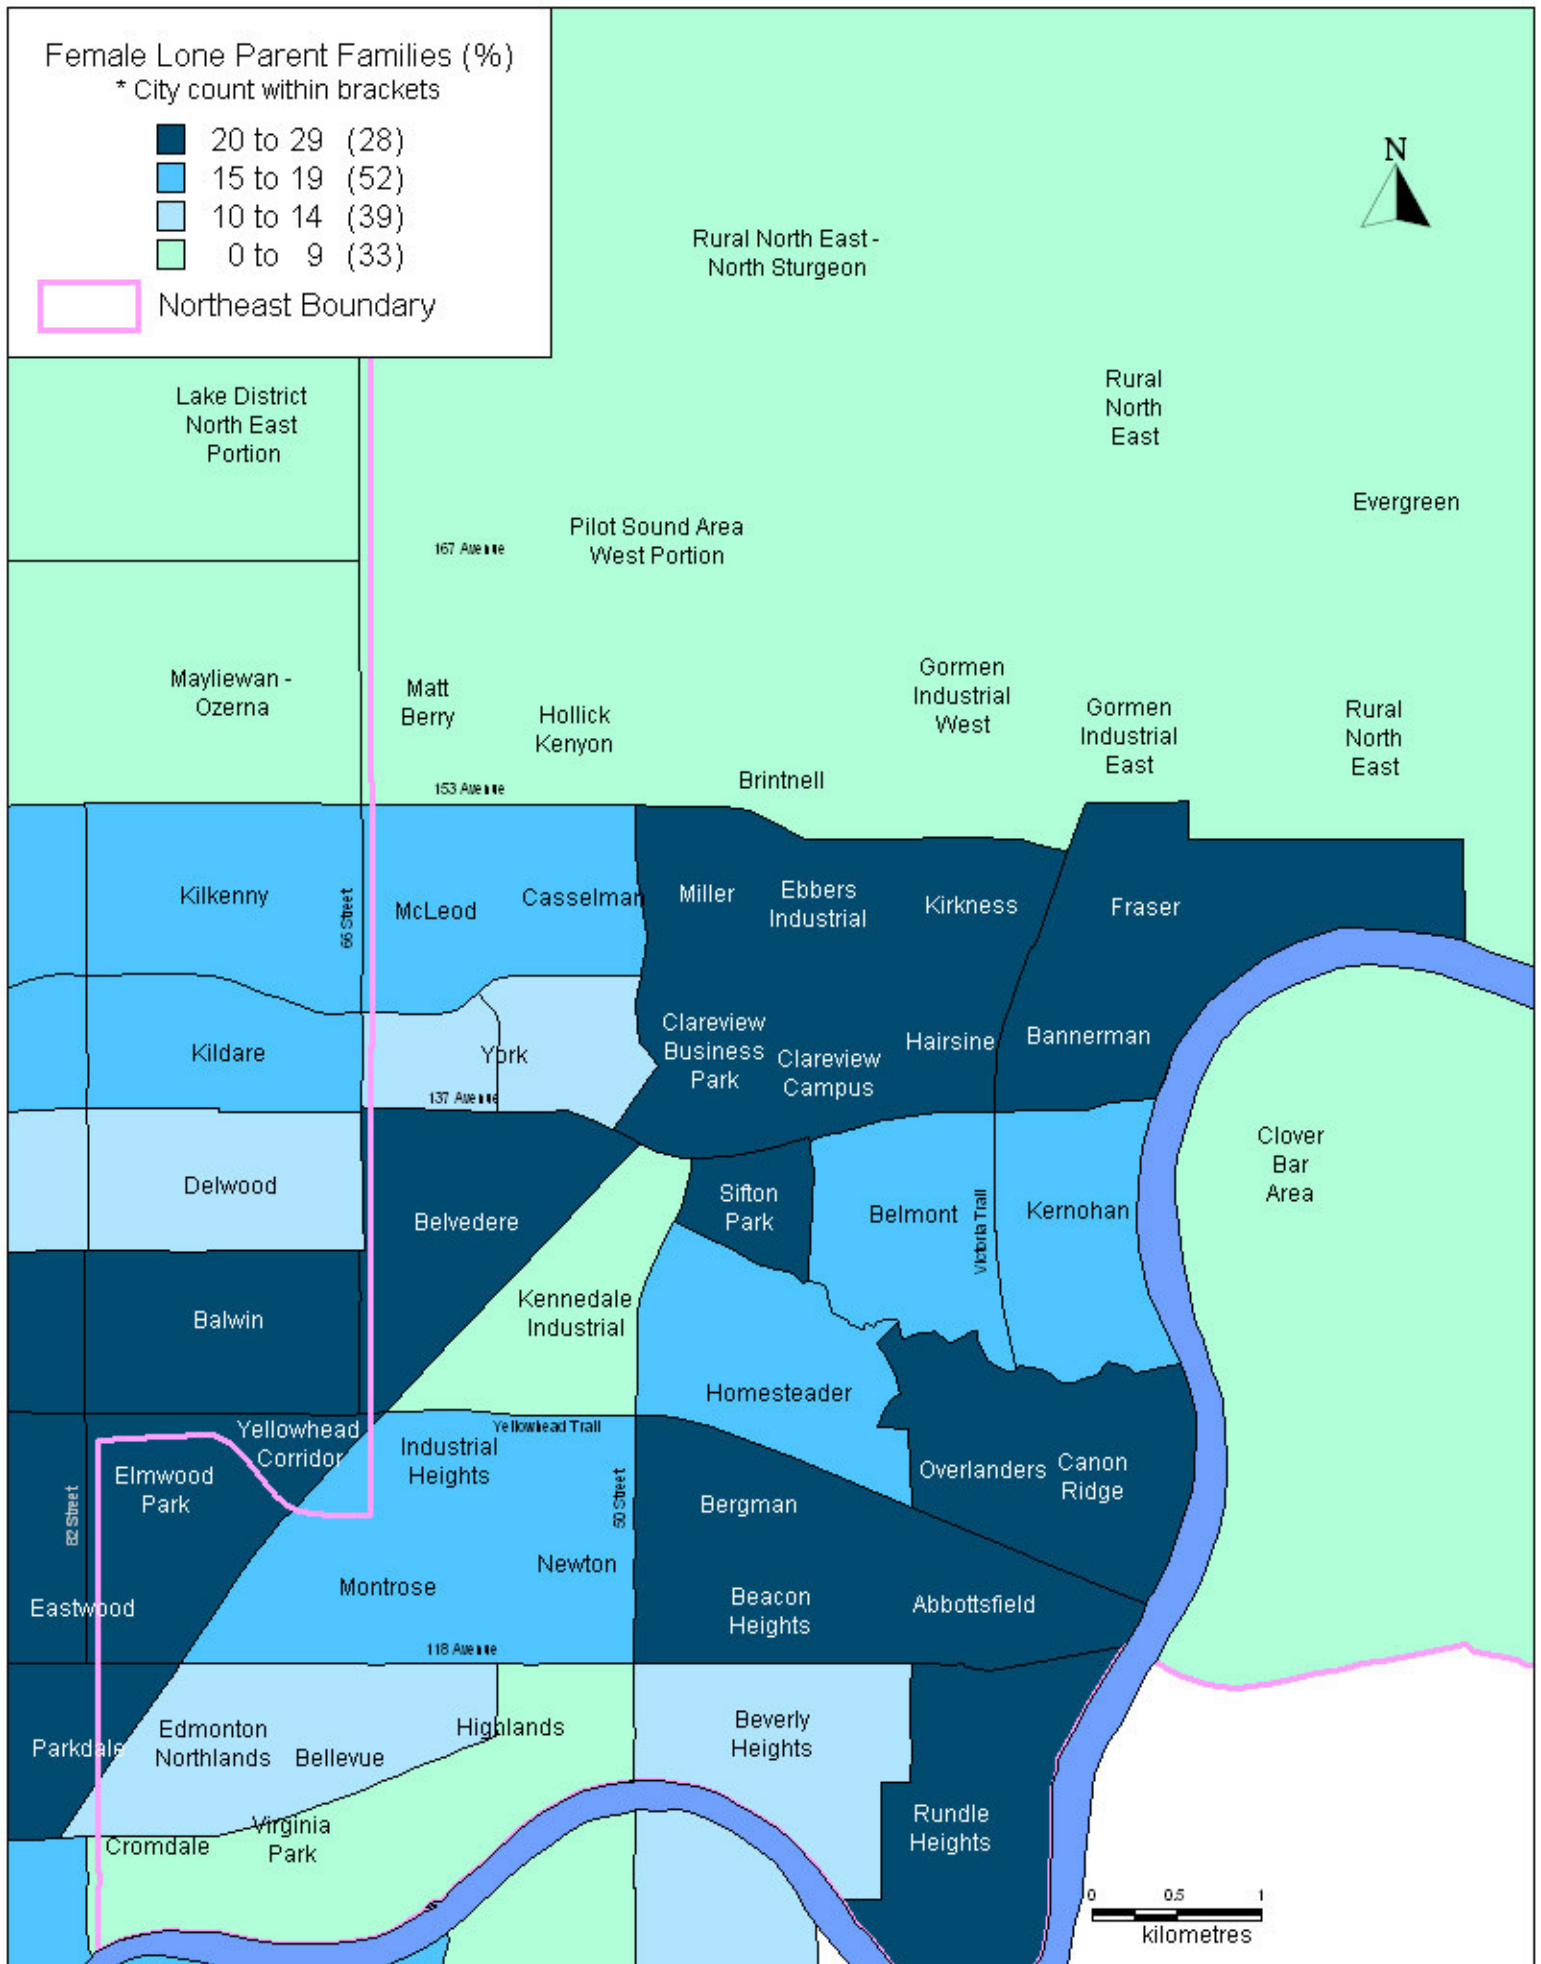 Female Lone Parent Families (%)
* City count within brackets
20 to 29 (28)
15 to 19 (52)
10 to 14 (39)
0 to 9 (33)
Northeast Boundary
N
Rural North East -
North Sturgeon
Lake District
North East
Portion
Rural
North
East
Evergreen
Pilot Sound Area
West Portion
167 Avenue
Mayliewan -
Ozerna
Matt
Berry
Hollick
Kenyon
Gormen
Industrial
West
Gormen
Industrial
East
Rural
North
East
Brintnell
153 Avenue
Kilkenny
66 Street
McLeod
Casselman
Miller
Ebbers
Industrial
Kirkness
Fraser
Kildare
York
Clareview
Business
Park
Clareview
Campus
Hairsine
Bannerman
137 Avenue
Delwood
Belvedere
Sifton
Park
Belmont
Victoria Trail
Kernohan
Clover
Bar
Area
Balwin
Kennedale
Industrial
Homesteader
Yellowhead
Corridor
Yellowhead Trail
Industrial
Heights
Elmwood
Park
82 Street
50 Street
Bergman
Overlanders
Canon
Ridge
Newton
Montrose
Eastwood
Beacon
Heights
Abbottsfield
118 Avenue
Parkdale
Edmonton
Northlands
Bellevue
Highlands
Beverly
Heights
Virginia
Park
Cromdale
Rundle
Heights
0 0.5 1
kilometres